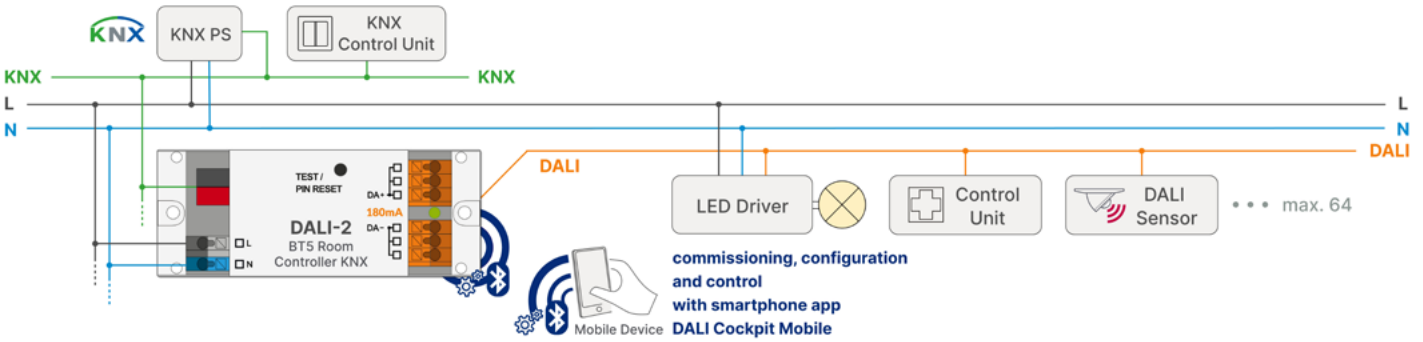 KNX
KNX PS
KNX
Control Unit
KNX
KNX
L
L
N
N
DALI
DALI
TEST /
PIN RESET
DA+
180mA
DA-
DALI-2
BT5 Room
Controller KNX
L
N
LED Driver
Control
Unit
DALI
Sensor
max. 64
commissioning, configuration
and control
with smartphone app
DALI Cockpit Mobile
Mobile Device